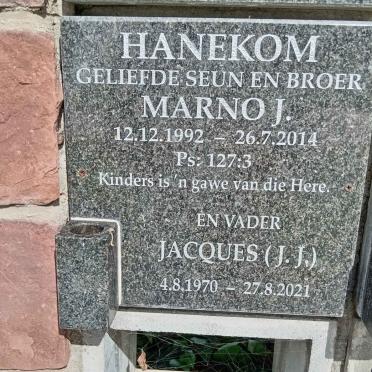 HANEKOM
GELIEFDE SEUN EN BROER
MARNO J.
12.12.1992 – 26.7.2014
Ps: 127:3
Kinders is 'n gawe van die Here.
EN VADER
JACQUES (J. J,)
4.8.1970 – 27.8.2021